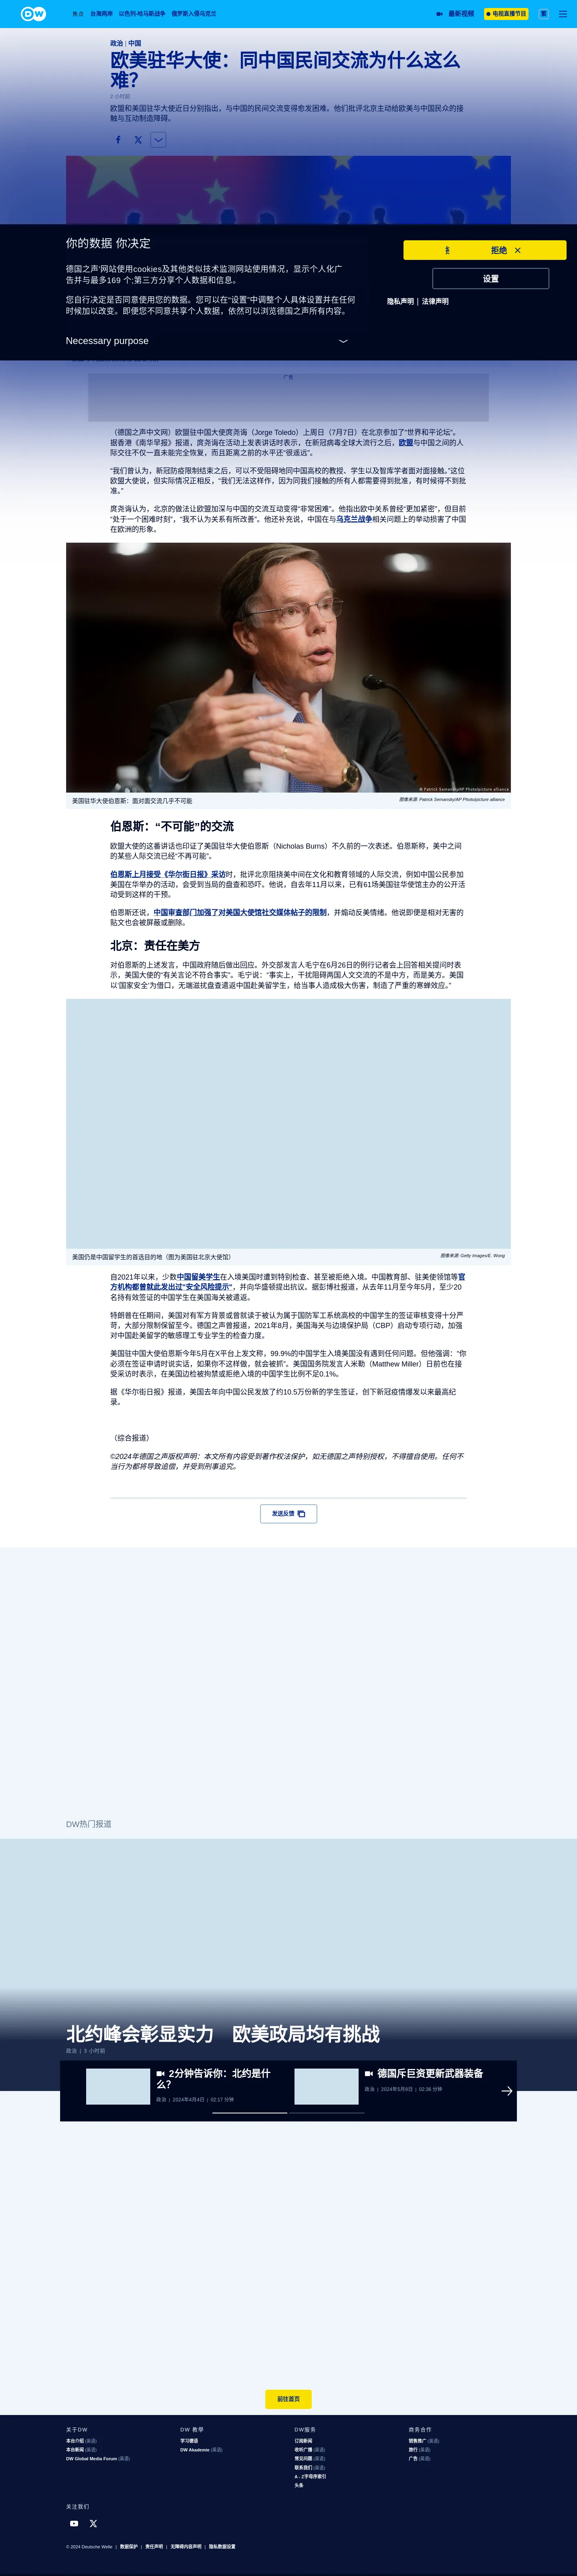 DW
焦点 台海两岸 以色列-哈马斯战争 俄罗斯入侵乌克兰 最新视频 电视直播节目 繁
政治 | 中国
欧美驻华大使：同中国民间交流为什么这么
难？
2 小时前
欧盟和美国驻华大使近日分别指出，与中国的民间交流变得愈发困难。他们批评北京主动给欧美与中国民众的接
触与互动制造障碍。
你的数据 你决定
德国之声'网站使用cookies及其他类似技术监测网站使用情况，显示个人化广
告并与最多169 个;第三方分享个人数据和信息。
您自行决定是否同意使用您的数据。您可以在"设置"中调整个人具体设置并在任何
时候加以改变。即便您不同意共享个人数据，依然可以浏览德国之声所有内容。
Necessary purpose
拒绝
设置
隐私声明 | 法律声明
广告
（德国之声中文网）欧盟驻中国大使庹尧诲（Jorge Toledo）上周日（7月7日）在北京参加了“世界和平论坛”。
据香港《南华早报》报道，庹尧诲在活动上发表讲话时表示，在新冠病毒全球大流行之后，欧盟与中国之间的人
际交往不仅一直未能完全恢复，而且距离之前的水平还“很遥远”。
“我们曾认为，新冠防疫限制结束之后，可以不受阻碍地同中国高校的教授、学生以及智库学者面对面接触。”这位
欧盟大使说，但实际情况正相反，“我们无法这样作，因为同我们接触的所有人都需要得到批准，有时候得不到批
准。”
庹尧诲认为，北京的做法让欧盟加深与中国的交流互动变得“非常困难”。他指出欧中关系曾经“更加紧密”，但目前
“处于一个困难时刻”，“我不认为关系有所改善”。他还补充说，中国在与乌克兰战争相关问题上的举动损害了中国
在欧洲的形象。
© Patrick Semansky/AP Photo/picture alliance
美国驻华大使伯恩斯：面对面交流几乎不可能
图像来源: Patrick Semansky/AP Photo/picture alliance
伯恩斯：“不可能”的交流
欧盟大使的这番讲话也印证了美国驻华大使伯恩斯（Nicholas Burns）不久前的一次表述。伯恩斯称，美中之间
的某些人际交流已经“不再可能”。
伯恩斯上月接受《华尔街日报》采访时，批评北京阻挠美中间在文化和教育领域的人际交流，例如中国公民参加
美国在华举办的活动，会受到当局的盘查和恐吓。他说，自去年11月以来，已有61场美国驻华使馆主办的公开活
动受到这样的干预。
伯恩斯还说，中国审查部门加强了对美国大使馆社交媒体帖子的限制，并煽动反美情绪。他说即便是相对无害的
贴文也会被屏蔽或删除。
北京：责任在美方
对伯恩斯的上述发言，中国政府随后做出回应。外交部发言人毛宁在6月26日的例行记者会上回答相关提问时表
示，美国大使的“有关言论不符合事实”。毛宁说：“事实上，干扰阻碍两国人文交流的不是中方，而是美方。美国
以‘国家安全’为借口，无端滋扰盘查遣返中国赴美留学生，给当事人造成极大伤害，制造了严重的寒蝉效应。”
美国仍是中国留学生的首选目的地（图为美国驻北京大使馆）
图像来源: Getty Images/E. Wong
自2021年以来，少数中国留美学生在入境美国时遭到特别检查、甚至被拒绝入境。中国教育部、驻美使领馆等官
方机构都曾就此发出过“安全风险提示”，并向华盛顿提出抗议。据彭博社报道，从去年11月至今年5月，至少20
名持有效签证的中国学生在美国海关被遣返。
特朗普在任期间，美国对有军方背景或曾就读于被认为属于国防军工系统高校的中国学生的签证审核变得十分严
苛，大部分限制保留至今。德国之声曾报道，2021年8月，美国海关与边境保护局（CBP）启动专项行动，加强
对中国赴美留学的敏感理工专业学生的检查力度。
美国驻中国大使伯恩斯今年5月在X平台上发文称，99.9%的中国学生入境美国没有遇到任何问题。但他强调：“你
必须在签证申请时说实话，如果你不这样做，就会被抓”。美国国务院发言人米勒（Matthew Miller）日前也在接
受采访时表示，在美国边检被拘禁或拒绝入境的中国学生比例不足0.1%。
据《华尔街日报》报道，美国去年向中国公民发放了约10.5万份新的学生签证，创下新冠疫情爆发以来最高纪
录。
（综合报道）
©2024年德国之声版权声明：本文所有内容受到著作权法保护，如无德国之声特别授权，不得擅自使用。任何不
当行为都将导致追偿，并受到刑事追究。
发送反馈
DW热门报道
北约峰会彰显实力 欧美政局均有挑战
政治 | 3 小时前
2分钟告诉你：北约是什
么？
政治 | 2024年4月4日 | 02:17 分钟
德国斥巨资更新武器装备
政治 | 2024年5月6日 | 02:36 分钟
前往首页
关于DW
本台介绍 (英语)
本台新闻 (英语)
DW Global Media Forum (英语)
DW 教學
学习德语
DW Akademie (英语)
DW服务
订阅新闻
收听广播 (英语)
常见问题 (英语)
联系我们 (英语)
A - Z字母序索引
头条
商务合作
销售推广 (英语)
旅行 (英语)
广告 (英语)
关注我们
© 2024 Deutsche Welle | 数据保护 | 责任声明 | 无障碍内容声明 | 隐私数据设置